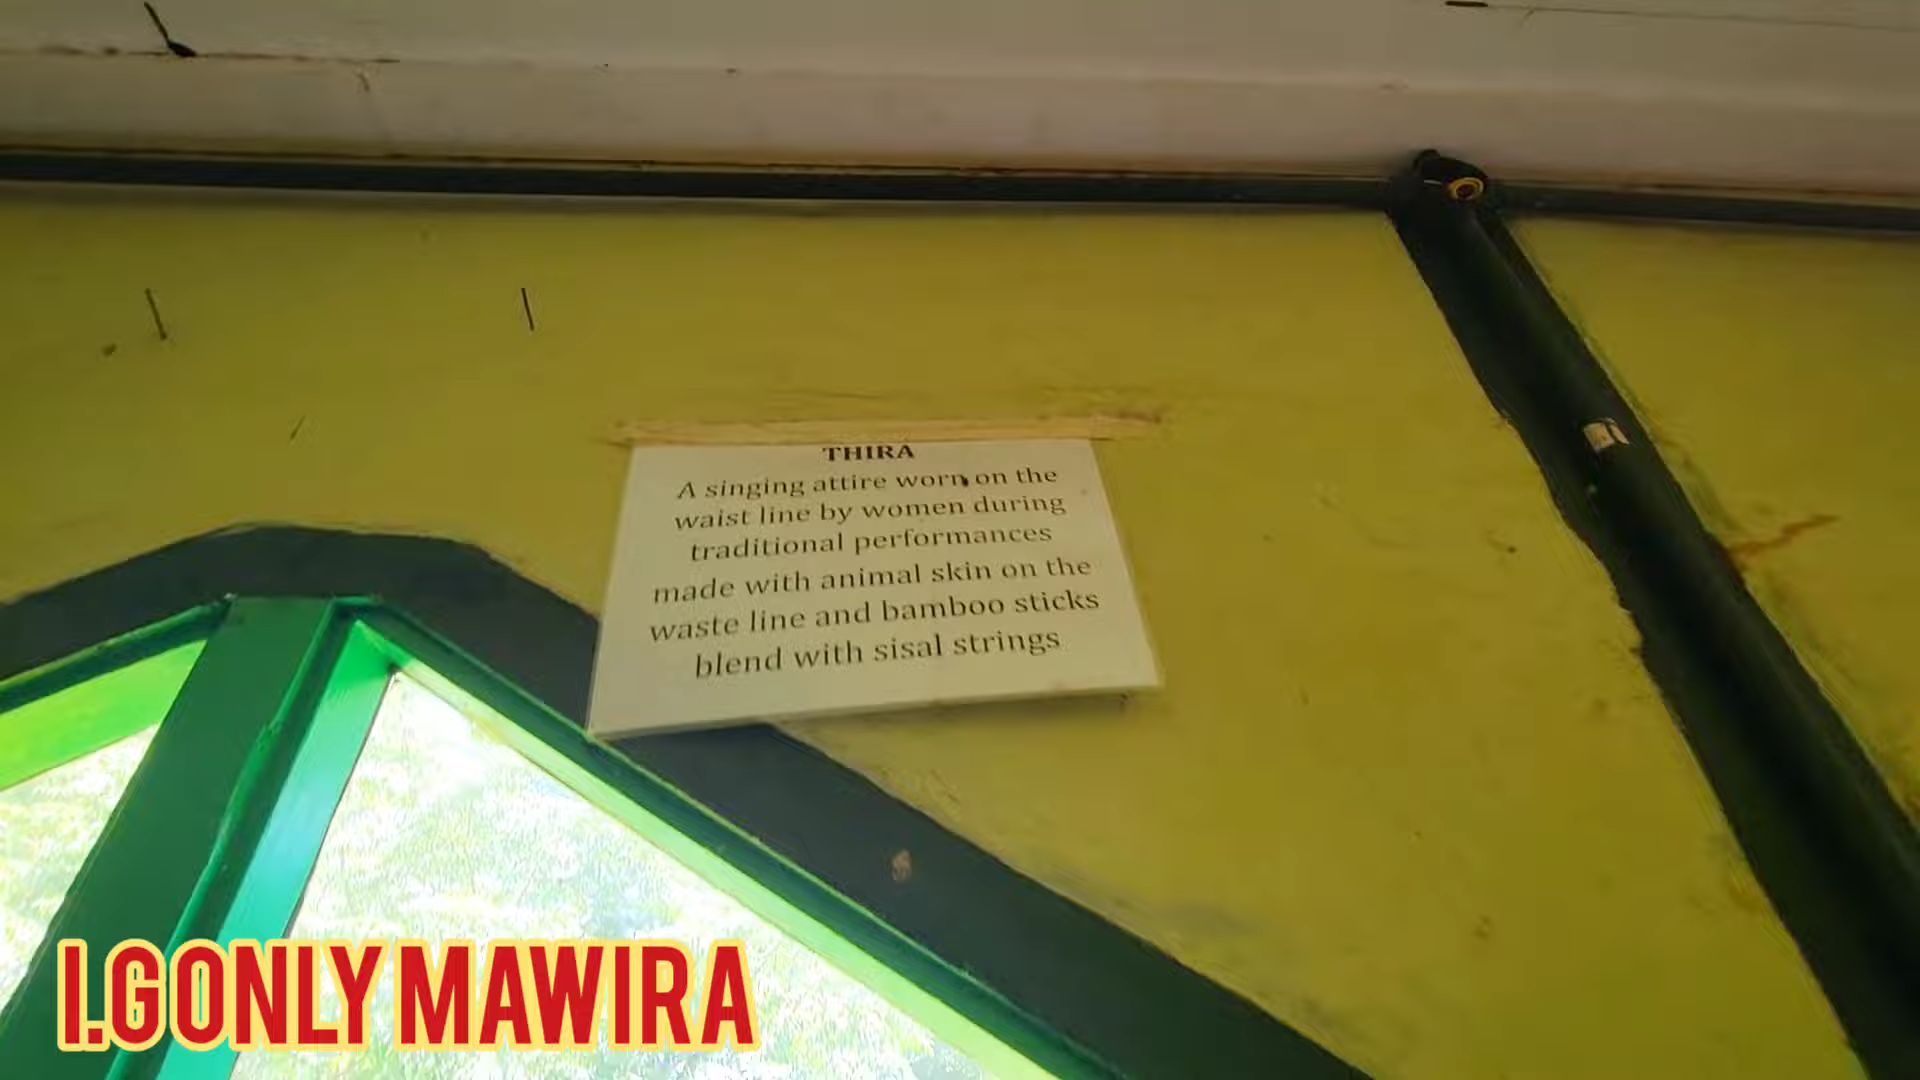 THIRA
A singing attire worn on the
waist line by women during
traditional performances
made with animal skin on the
waste line and bamboo sticks
blend with sisal strings
I.G ONLY MAWIRA